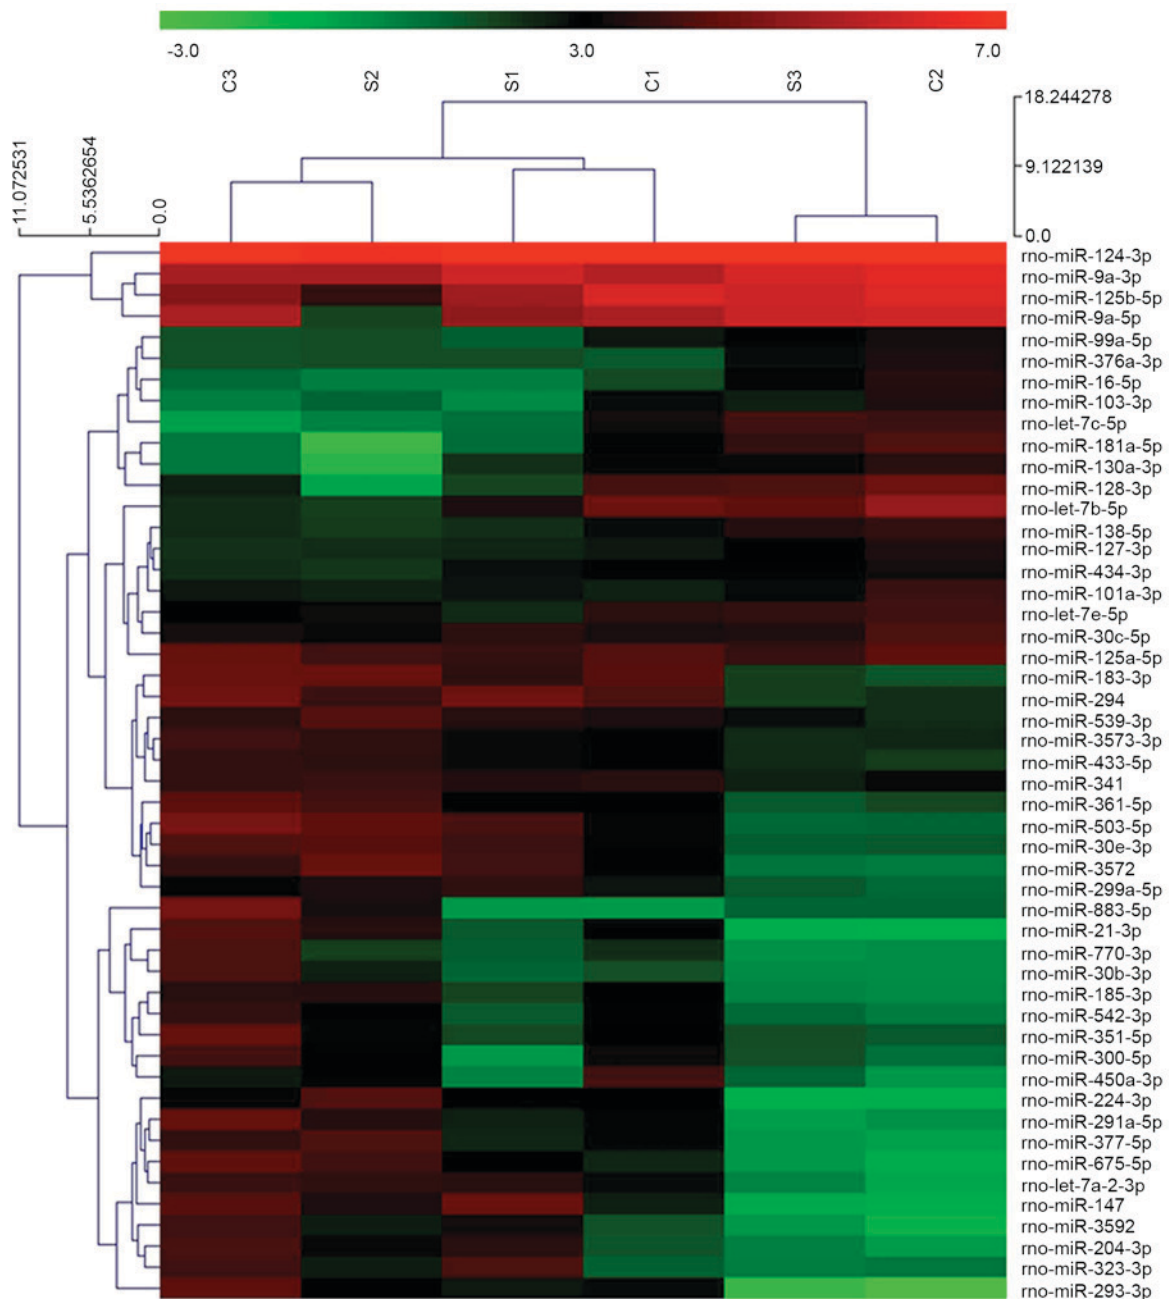 -3.0 3.0 7.0
C3 S2 S1 C1 S3 C2
18.244278
9.122139
0.0
11.072531
5.5362654
0.0
rno-miR-124-3p
rno-miR-9a-3p
rno-miR-125b-5p
rno-miR-9a-5p
rno-miR-99a-5p
rno-miR-376a-3p
rno-miR-16-5p
rno-miR-103-3p
rno-let-7c-5p
rno-miR-181a-5p
rno-miR-130a-3p
rno-miR-128-3p
rno-let-7b-5p
rno-miR-138-5p
rno-miR-127-3p
rno-miR-434-3p
rno-miR-101a-3p
rno-let-7e-5p
rno-miR-30c-5p
rno-miR-125a-5p
rno-miR-183-3p
rno-miR-294
rno-miR-539-3p
rno-miR-3573-3p
rno-miR-433-5p
rno-miR-341
rno-miR-361-5p
rno-miR-503-5p
rno-miR-30e-3p
rno-miR-3572
rno-miR-299a-5p
rno-miR-883-5p
rno-miR-21-3p
rno-miR-770-3p
rno-miR-30b-3p
rno-miR-185-3p
rno-miR-542-3p
rno-miR-351-5p
rno-miR-300-5p
rno-miR-450a-3p
rno-miR-224-3p
rno-miR-291a-5p
rno-miR-377-5p
rno-miR-675-5p
rno-let-7a-2-3p
rno-miR-147
rno-miR-3592
rno-miR-204-3p
rno-miR-323-3p
rno-miR-293-3p